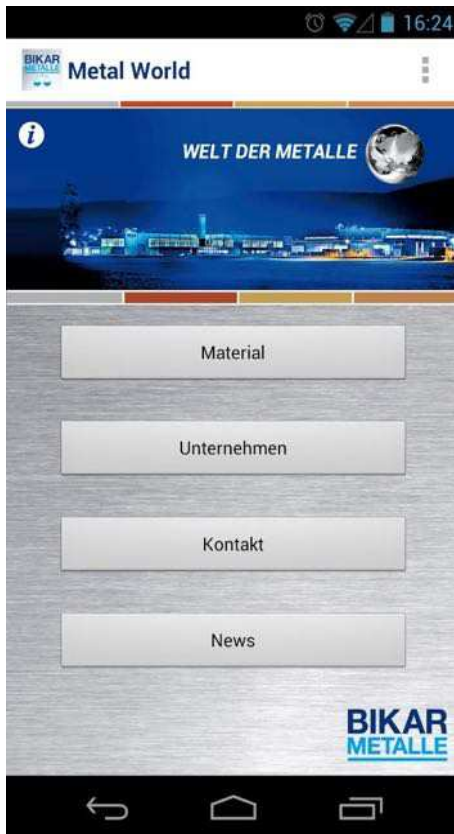 16:24
BIKAR
METALLE
Metal World
i
WELT DER METALLE
Material
Unternehmen
Kontakt
News
BIKAR
METALLE